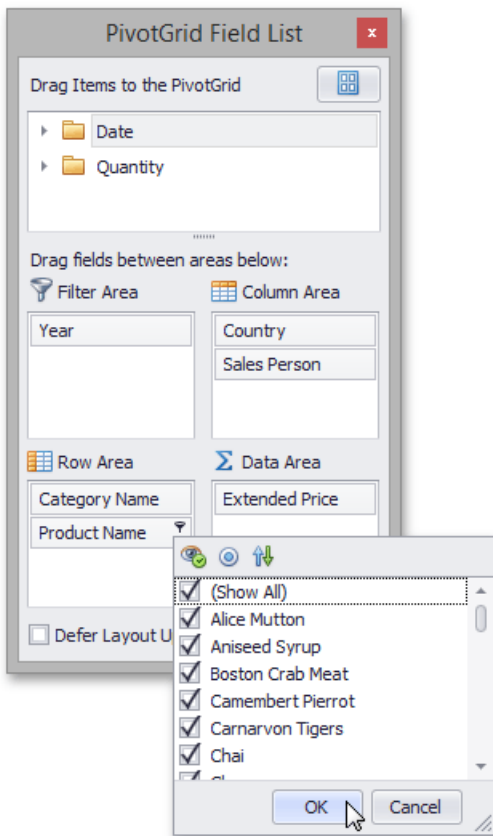 PivotGrid Field List
x
Drag Items to the PivotGrid
Date
Quantity
Drag fields between areas below:
Filter Area
Column Area
Year
Country
Sales Person
Row Area
Data Area
Category Name
Extended Price
Product Name
Defer Layout U
(Show All)
Alice Mutton
Aniseed Syrup
Boston Crab Meat
Camembert Pierrot
Carnarvon Tigers
Chai
OK
Cancel